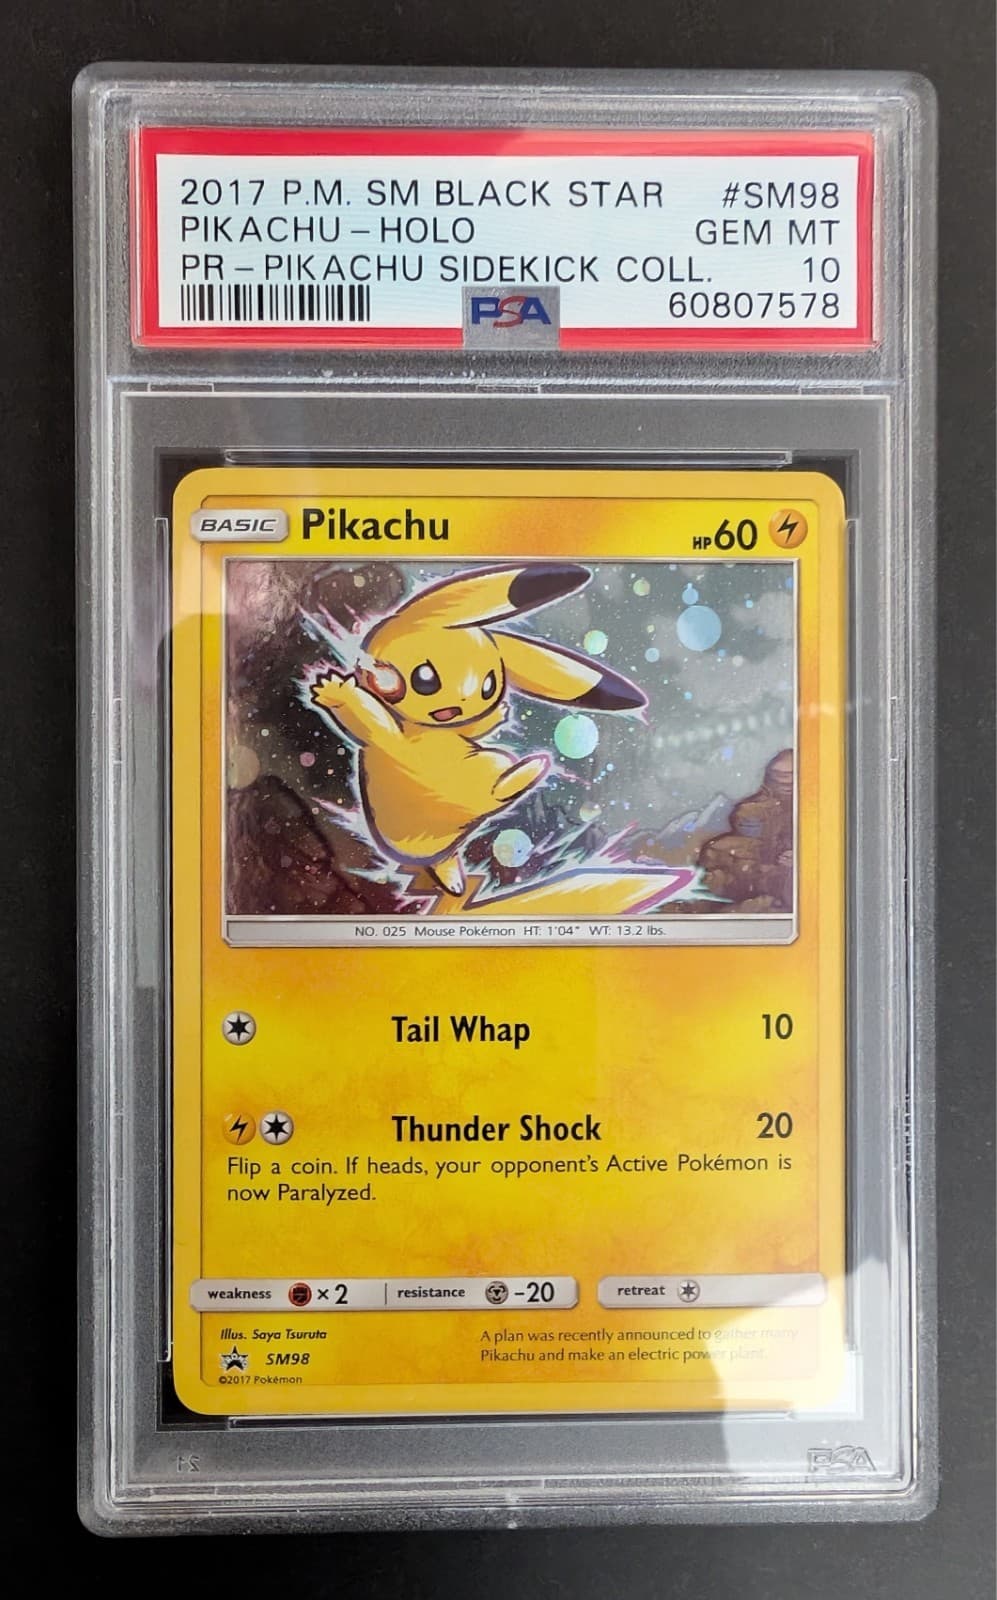 2017 P.M. SM BLACK STAR #SM98
PIKACHU - HOLO GEM MT
PR - PIKACHU SIDEKICK COLL. 10
PSA 60807578
BASIC Pikachu HP 60
NO. 025 Mouse Pokémon HT: 1'04" WT: 13.2 lbs.
Tail Whap 10
Thunder Shock 20
Flip a coin. If heads, your opponent's Active Pokémon is
now Paralyzed.
weakness ×2 resistance -20 retreat
Illus. Saya Tsuruta
A plan was recently announced to gather many
SM98 Pikachu and make an electric power plant.
©2017 Pokémon
PSA